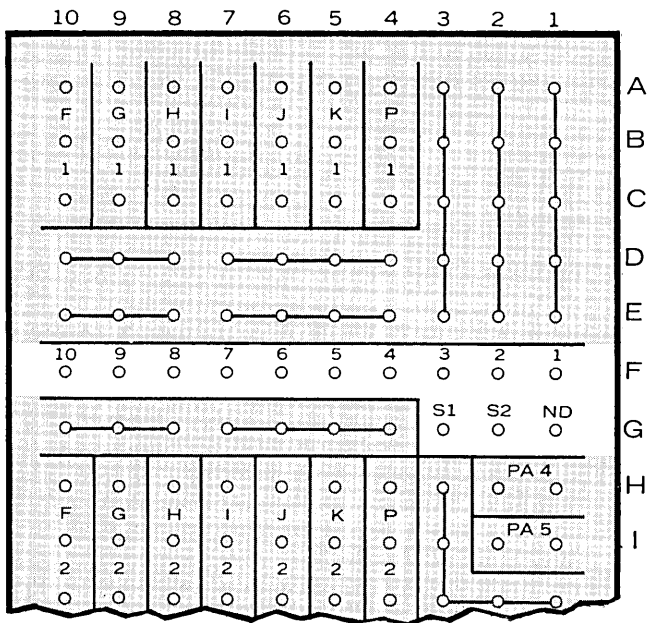 10 9 8 7 6 5 4 3 2 1
A
F G H I J K P
B
1 1 1 1 1 1 1
C
D
E
10 9 8 7 6 5 4 3 2 1
F
S1 S2 ND
G
PA 4
H
F G H I J K P
PA 5
I
2 2 2 2 2 2 2